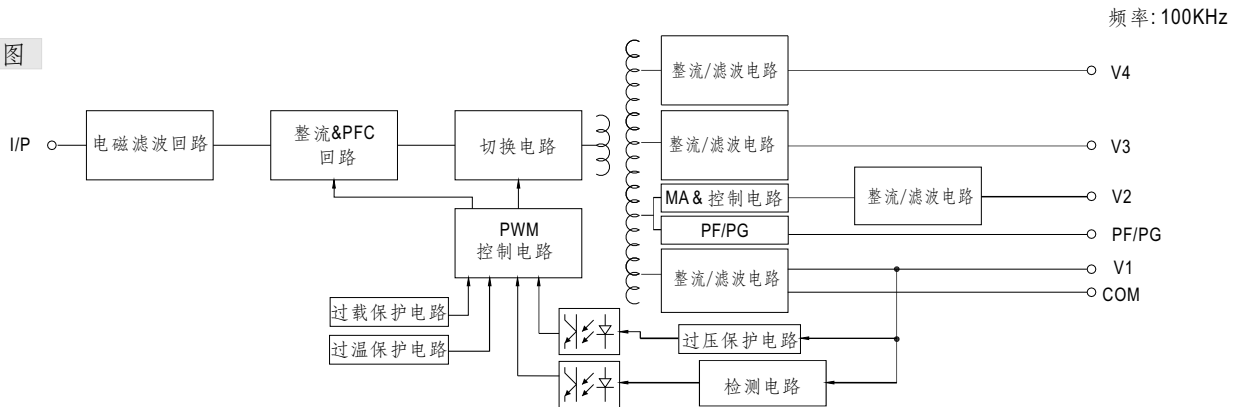 频率: 100KHz
图
整流/滤波电路
V4
I/P
电磁滤波回路
整流&PFC
回路
切换电路
整流/滤波电路
V3
MA & 控制电路
整流/滤波电路
V2
PWM
控制电路
PF/PG
PF/PG
整流/滤波电路
V1
COM
过载保护电路
过温保护电路
过压保护电路
检测电路